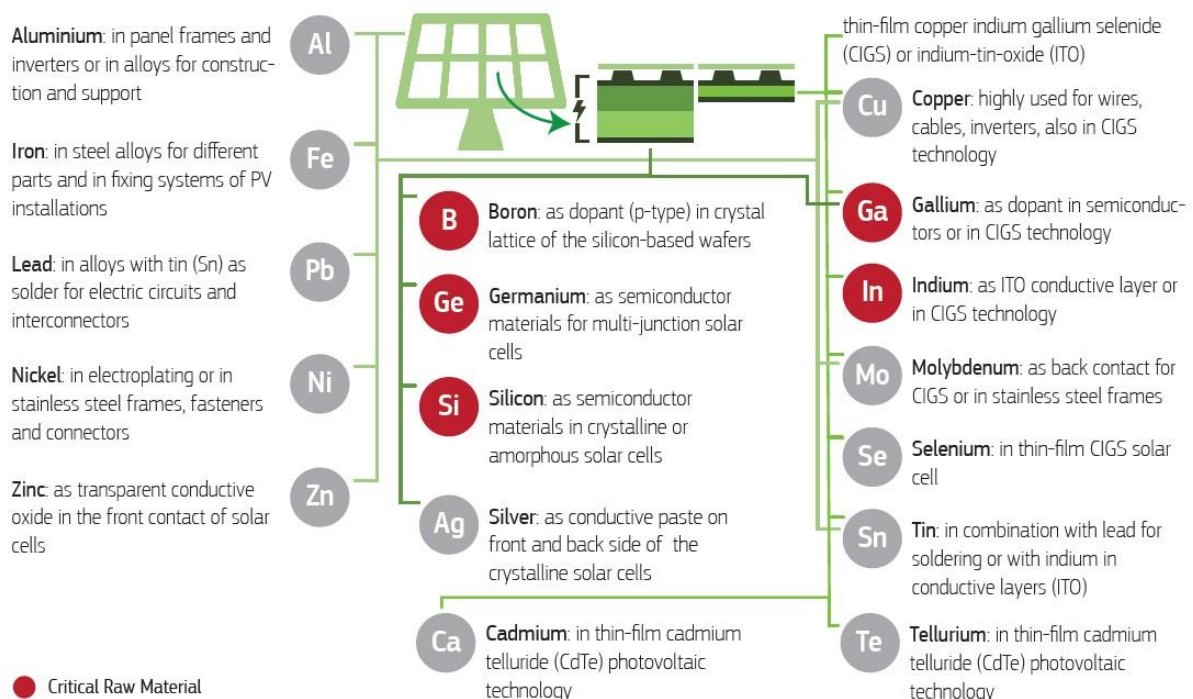 Aluminium: in panel frames and
inverters or in alloys for construc-
tion and support
Al
Iron: in steel alloys for different
parts and in fixing systems of PV
installations
Fe
Lead: in alloys with tin (Sn) as
solder for electric circuits and
interconnectors
Pb
Nickel: in electroplating or in
stainless steel frames, fasteners
and connectors
Ni
Zinc: as transparent conductive
oxide in the front contact of solar
cells
Zn
B
Boron: as dopant (p-type) in crystal
lattice of the silicon-based wafers
Ge
Germanium: as semiconductor
materials for multi-junction solar
cells
Si
Silicon: as semiconductor
materials in crystalline or
amorphous solar cells
Ag
Silver: as conductive paste on
front and back side of the
crystalline solar cells
Ca
Cadmium: in thin-film cadmium
telluride (CdTe) photovoltaic
technology
thin-film copper indium gallium selenide
(CIGS) or indium-tin-oxide (ITO)
Cu
Copper: highly used for wires,
cables, inverters, also in CIGS
technology
Ga
Gallium: as dopant in semiconduc-
tors or in CIGS technology
In
Indium: as ITO conductive layer or
in CIGS technology
Mo
Molybdenum: as back contact for
CIGS or in stainless steel frames
Se
Selenium: in thin-film CIGS solar
cell
Sn
Tin: in combination with lead for
soldering or with indium in
conductive layers (ITO)
Te
Tellurium: in thin-film cadmium
telluride (CdTe) photovoltaic
technology
Critical Raw Material